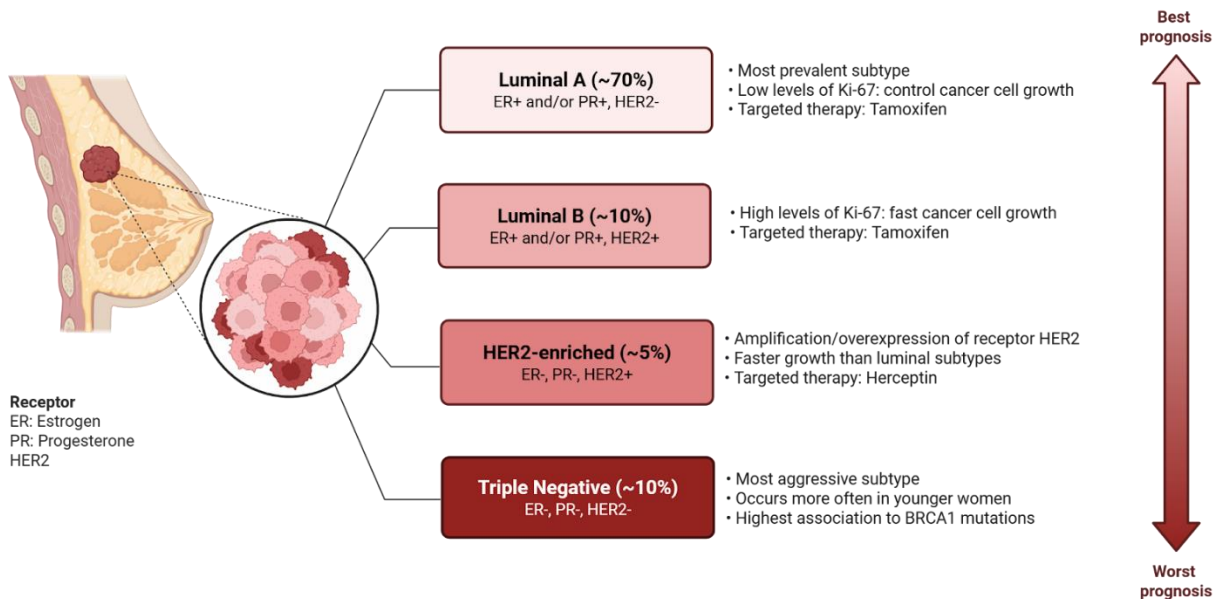 Best
prognosis
Luminal A (~70%)
ER+ and/or PR+, HER2-
• Most prevalent subtype
• Low levels of Ki-67: control cancer cell growth
• Targeted therapy: Tamoxifen
Luminal B (~10%)
ER+ and/or PR+, HER2+
• High levels of Ki-67: fast cancer cell growth
• Targeted therapy: Tamoxifen
HER2-enriched (~5%)
ER-, PR-, HER2+
• Amplification/overexpression of receptor HER2
• Faster growth than luminal subtypes
• Targeted therapy: Herceptin
Receptor
ER: Estrogen
PR: Progesterone
HER2
Triple Negative (~10%)
ER-, PR-, HER2-
• Most aggressive subtype
• Occurs more often in younger women
• Highest association to BRCA1 mutations
Worst
prognosis